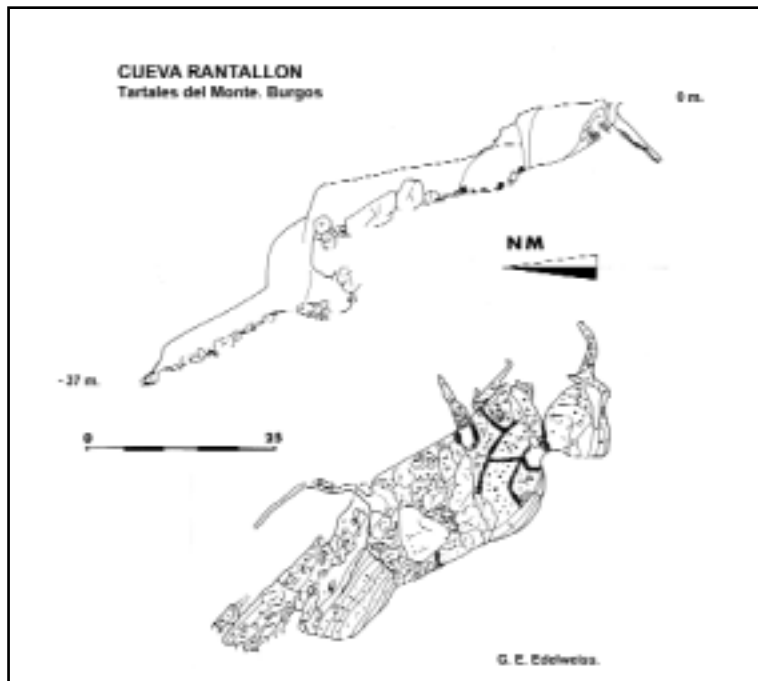 CUEVA RANTALLON
Tartales del Monte. Burgos
0 m.
NM
- 37 m.
0 25
G. E. Edelweiss.